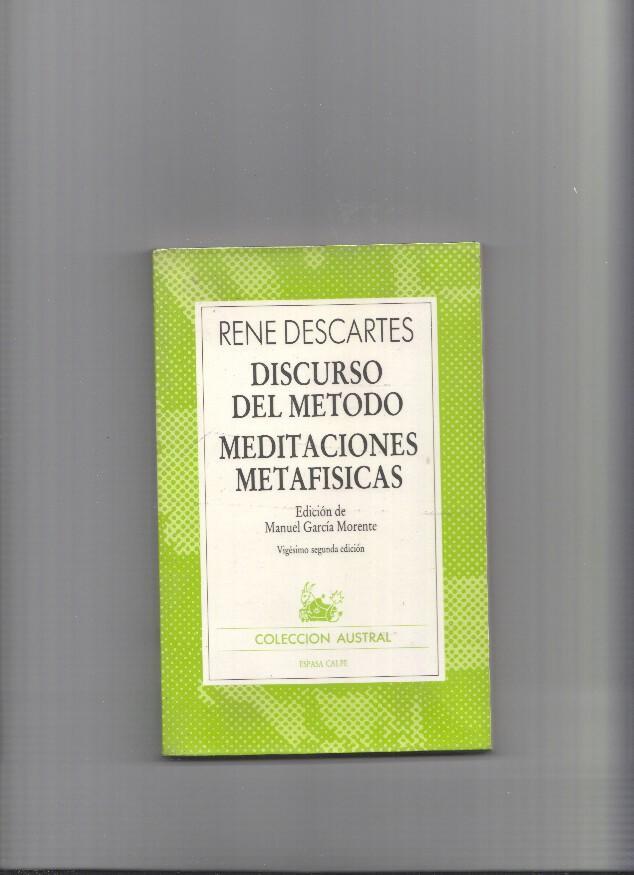 RENE DESCARTES
DISCURSO
DEL METODO
MEDITACIONES
METAFISICAS
Edición de
Manuel García Morente
Vigésimo segunda edición
COLECCION AUSTRAL
ESPASA CALPE